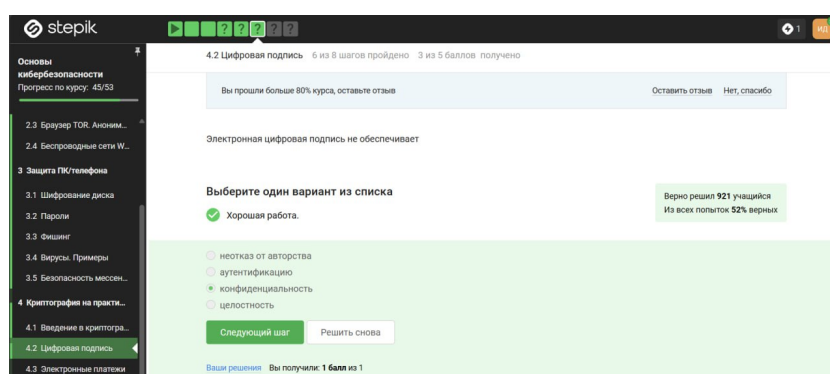 stepik
? ? ? ? ?
1
ИД
Основы кибербезопасности
Прогресс по курсу: 45/53
2.3 Браузер TOR. Аноним...
2.4 Беспроводные сети W...
3 Защита ПК/телефона
3.1 Шифрование диска
3.2 Пароли
3.3 Фишинг
3.4 Вирусы. Примеры
3.5 Безопасность мессен...
4 Криптография на практи...
4.1 Введение в криптогра...
4.2 Цифровая подпись
4.3 Электронные платежи
4.2 Цифровая подпись 6 из 8 шагов пройдено 3 из 5 баллов получено
Вы прошли больше 80% курса, оставьте отзыв Оставить отзыв Нет, спасибо
Электронная цифровая подпись не обеспечивает
Выберите один вариант из списка
Хорошая работа.
Верно решил 921 учащийся
Из всех попыток 52% верных
неотказ от авторства
аутентификацию
конфиденциальность
целостность
Следующий шаг Решить снова
Ваши решения Вы получили: 1 балл из 1